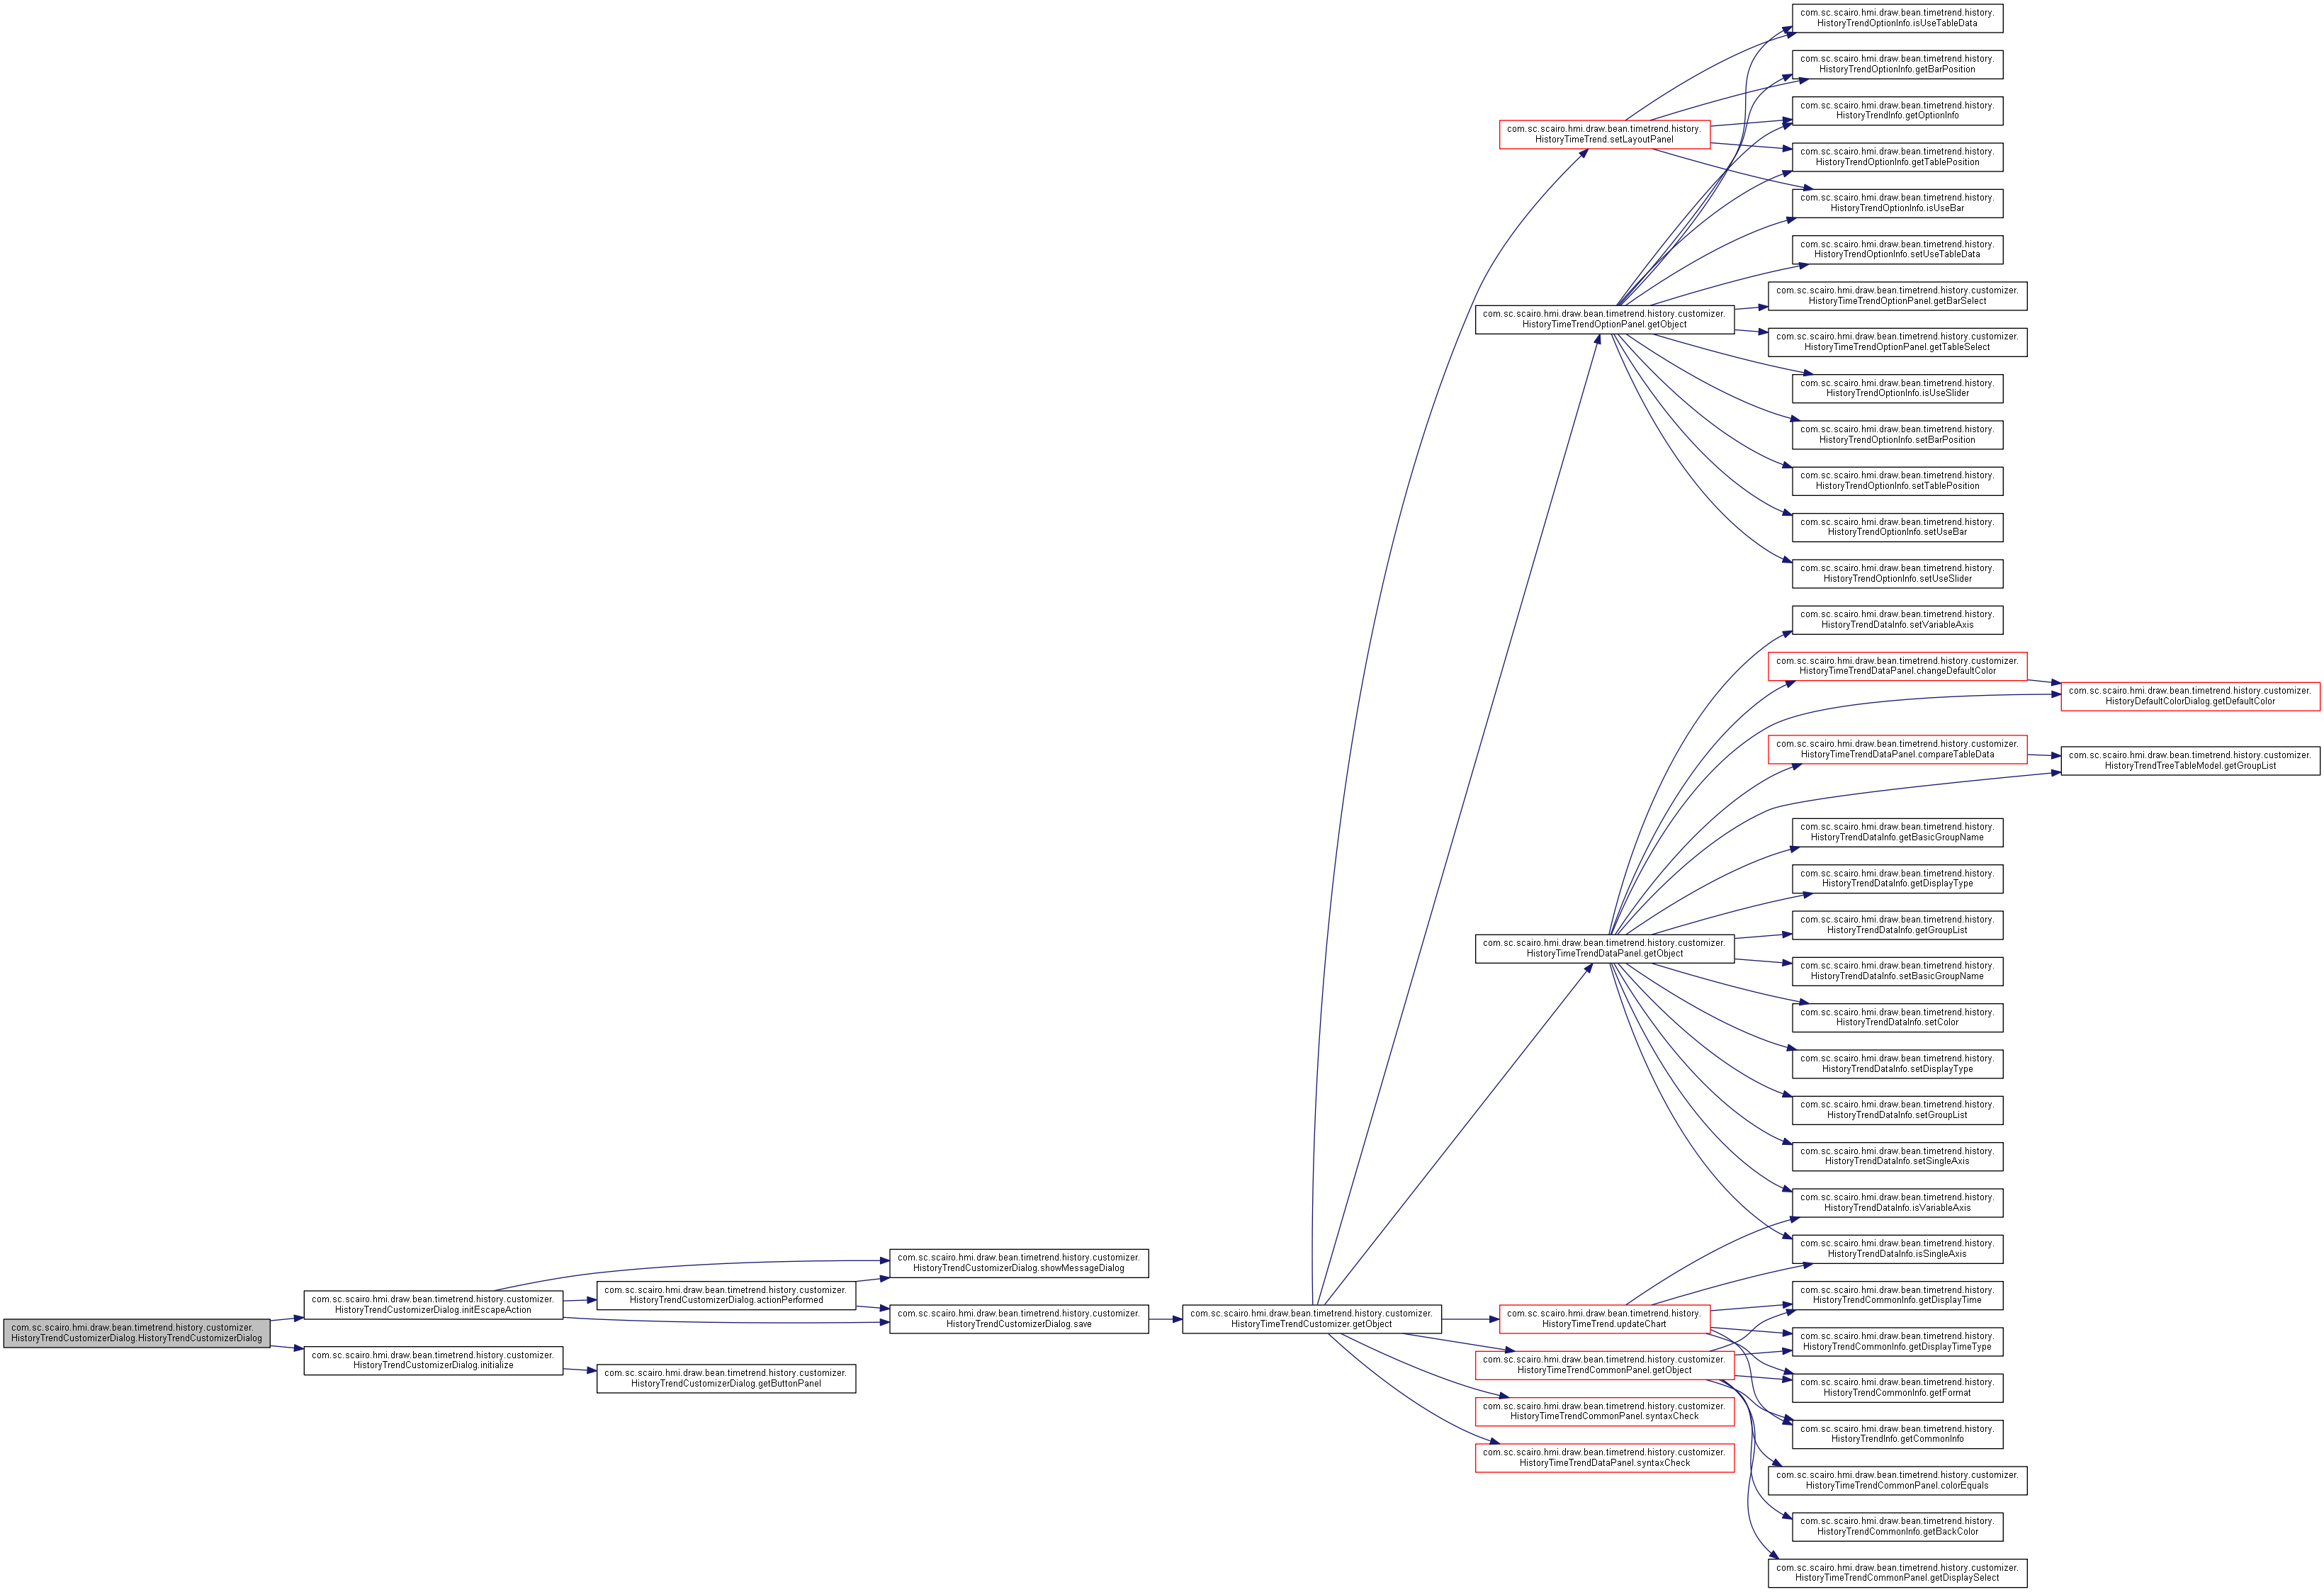 com.sc.scairo.hmi.draw.bean.timetrend.history.customizer.
HistoryTrendCustomizerDialog.HistoryTrendCustomizerDialog
com.sc.scairo.hmi.draw.bean.timetrend.history.customizer.
HistoryTrendCustomizerDialog.initEscapeAction
com.sc.scairo.hmi.draw.bean.timetrend.history.customizer.
HistoryTrendCustomizerDialog.initialize
com.sc.scairo.hmi.draw.bean.timetrend.history.customizer.
HistoryTrendCustomizerDialog.actionPerformed
com.sc.scairo.hmi.draw.bean.timetrend.history.customizer.
HistoryTrendCustomizerDialog.getButtonPanel
com.sc.scairo.hmi.draw.bean.timetrend.history.customizer.
HistoryTrendCustomizerDialog.showMessageDialog
com.sc.scairo.hmi.draw.bean.timetrend.history.customizer.
HistoryTrendCustomizerDialog.save
com.sc.scairo.hmi.draw.bean.timetrend.history.customizer.
HistoryTimeTrendCustomizer.getObject
com.sc.scairo.hmi.draw.bean.timetrend.history.
HistoryTimeTrend.setLayoutPanel
com.sc.scairo.hmi.draw.bean.timetrend.history.customizer.
HistoryTimeTrendOptionPanel.getObject
com.sc.scairo.hmi.draw.bean.timetrend.history.customizer.
HistoryTimeTrendDataPanel.getObject
com.sc.scairo.hmi.draw.bean.timetrend.history.
HistoryTimeTrend.updateChart
com.sc.scairo.hmi.draw.bean.timetrend.history.customizer.
HistoryTimeTrendCommonPanel.getObject
com.sc.scairo.hmi.draw.bean.timetrend.history.customizer.
HistoryTimeTrendCommonPanel.syntaxCheck
com.sc.scairo.hmi.draw.bean.timetrend.history.customizer.
HistoryTimeTrendDataPanel.syntaxCheck
com.sc.scairo.hmi.draw.bean.timetrend.history.
HistoryTrendOptionInfo.isUseTableData
com.sc.scairo.hmi.draw.bean.timetrend.history.
HistoryTrendOptionInfo.getBarPosition
com.sc.scairo.hmi.draw.bean.timetrend.history.
HistoryTrendInfo.getOptionInfo
com.sc.scairo.hmi.draw.bean.timetrend.history.
HistoryTrendOptionInfo.getTablePosition
com.sc.scairo.hmi.draw.bean.timetrend.history.
HistoryTrendOptionInfo.isUseBar
com.sc.scairo.hmi.draw.bean.timetrend.history.
HistoryTrendOptionInfo.setUseTableData
com.sc.scairo.hmi.draw.bean.timetrend.history.customizer.
HistoryTimeTrendOptionPanel.getBarSelect
com.sc.scairo.hmi.draw.bean.timetrend.history.customizer.
HistoryTimeTrendOptionPanel.getTableSelect
com.sc.scairo.hmi.draw.bean.timetrend.history.
HistoryTrendOptionInfo.isUseSlider
com.sc.scairo.hmi.draw.bean.timetrend.history.
HistoryTrendOptionInfo.setBarPosition
com.sc.scairo.hmi.draw.bean.timetrend.history.
HistoryTrendOptionInfo.setTablePosition
com.sc.scairo.hmi.draw.bean.timetrend.history.
HistoryTrendOptionInfo.setUseBar
com.sc.scairo.hmi.draw.bean.timetrend.history.
HistoryTrendOptionInfo.setUseSlider
com.sc.scairo.hmi.draw.bean.timetrend.history.
HistoryTrendDataInfo.setVariableAxis
com.sc.scairo.hmi.draw.bean.timetrend.history.customizer.
HistoryTimeTrendDataPanel.changeDefaultColor
com.sc.scairo.hmi.draw.bean.timetrend.history.customizer.
HistoryDefaultColorDialog.getDefaultColor
com.sc.scairo.hmi.draw.bean.timetrend.history.customizer.
HistoryTimeTrendDataPanel.compareTableData
com.sc.scairo.hmi.draw.bean.timetrend.history.customizer.
HistoryTrendTreeTableModel.getGroupList
com.sc.scairo.hmi.draw.bean.timetrend.history.
HistoryTrendDataInfo.getBasicGroupName
com.sc.scairo.hmi.draw.bean.timetrend.history.
HistoryTrendDataInfo.getDisplayType
com.sc.scairo.hmi.draw.bean.timetrend.history.
HistoryTrendDataInfo.getGroupList
com.sc.scairo.hmi.draw.bean.timetrend.history.
HistoryTrendDataInfo.setBasicGroupName
com.sc.scairo.hmi.draw.bean.timetrend.history.
HistoryTrendDataInfo.setColor
com.sc.scairo.hmi.draw.bean.timetrend.history.
HistoryTrendDataInfo.setDisplayType
com.sc.scairo.hmi.draw.bean.timetrend.history.
HistoryTrendDataInfo.setGroupList
com.sc.scairo.hmi.draw.bean.timetrend.history.
HistoryTrendDataInfo.setSingleAxis
com.sc.scairo.hmi.draw.bean.timetrend.history.
HistoryTrendDataInfo.isVariableAxis
com.sc.scairo.hmi.draw.bean.timetrend.history.
HistoryTrendDataInfo.isSingleAxis
com.sc.scairo.hmi.draw.bean.timetrend.history.
HistoryTrendCommonInfo.getDisplayTime
com.sc.scairo.hmi.draw.bean.timetrend.history.
HistoryTrendCommonInfo.getDisplayTimeType
com.sc.scairo.hmi.draw.bean.timetrend.history.
HistoryTrendCommonInfo.getFormat
com.sc.scairo.hmi.draw.bean.timetrend.history.
HistoryTrendInfo.getCommonInfo
com.sc.scairo.hmi.draw.bean.timetrend.history.customizer.
HistoryTimeTrendCommonPanel.colorEquals
com.sc.scairo.hmi.draw.bean.timetrend.history.
HistoryTrendCommonInfo.getBackColor
com.sc.scairo.hmi.draw.bean.timetrend.history.customizer.
HistoryTimeTrendCommonPanel.getDisplaySelect